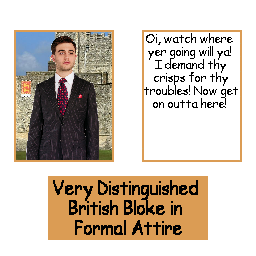 Oi, watch where
yer going will ya!
I demand thy
crisps for thy
troubles! Now get
on outta here!
Very Distinguished
British Bloke in
Formal Attire